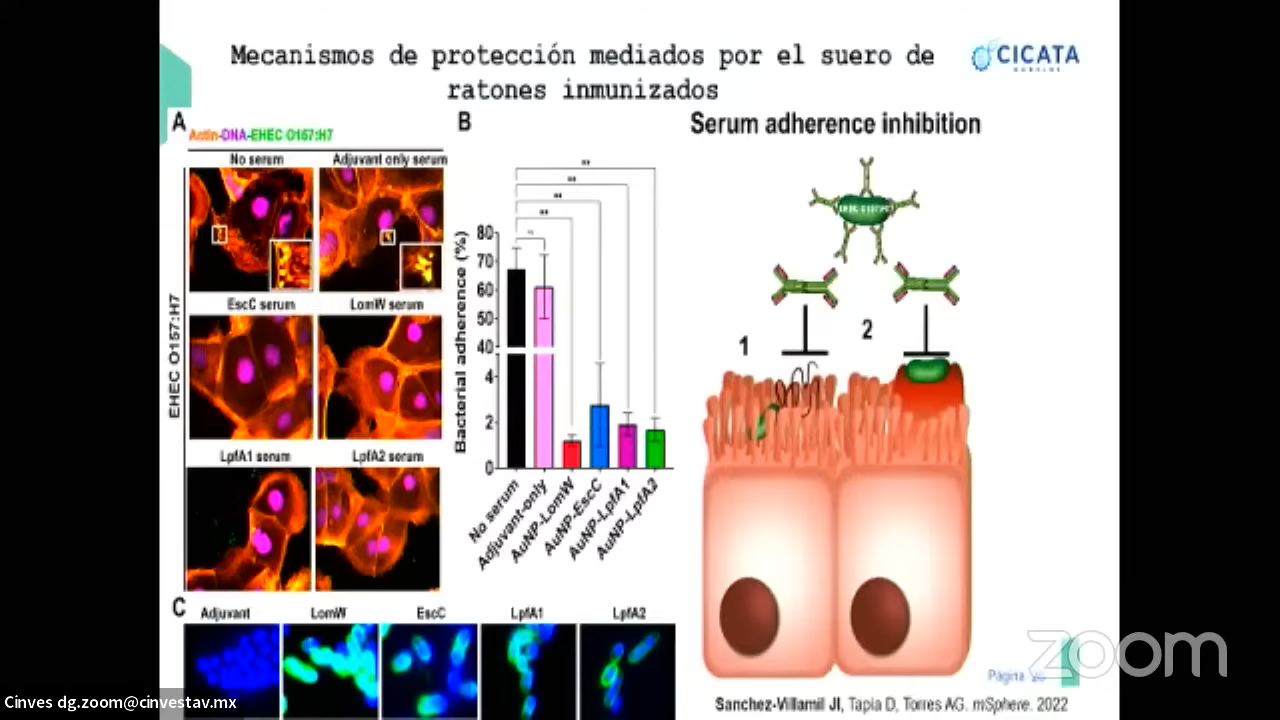 Mecanismos de protección mediados por el suero de
ratones inmunizados
CICATA
A
Actin-DNA-EHEC O157:H7
No serum
Adjuvant only serum
EscC serum
LomW serum
LpfA1 serum
LpfA2 serum
EHEC O157:H7
B
Bacterial adherence (%)
80
70
60
50
40
4
2
0
**
**
**
**
No serum
Adjuvant-only
AuNP-LomW
AuNP-EscC
AuNP-LpfA1
AuNP-LpfA2
C
Adjuvant
LomW
EscC
LpfA1
LpfA2
Serum adherence inhibition
EHEC O157:H7
1
2
Página
Sanchez-Villamil JI, Tapia D, Torres AG. mSphere. 2022
zoom
Cinves dg.zoom@cinvestav.mx